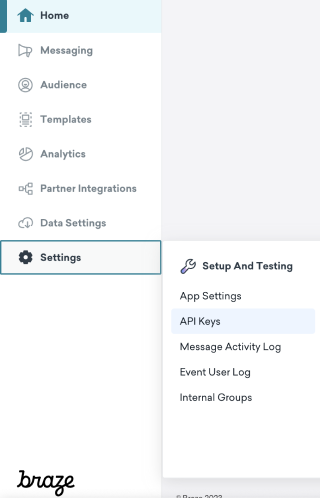 Home
Messaging
Audience
Templates
Analytics
Partner Integrations
Data Settings
Settings
Setup And Testing
App Settings
API Keys
Message Activity Log
Event User Log
Internal Groups
braze
© Braze 2023